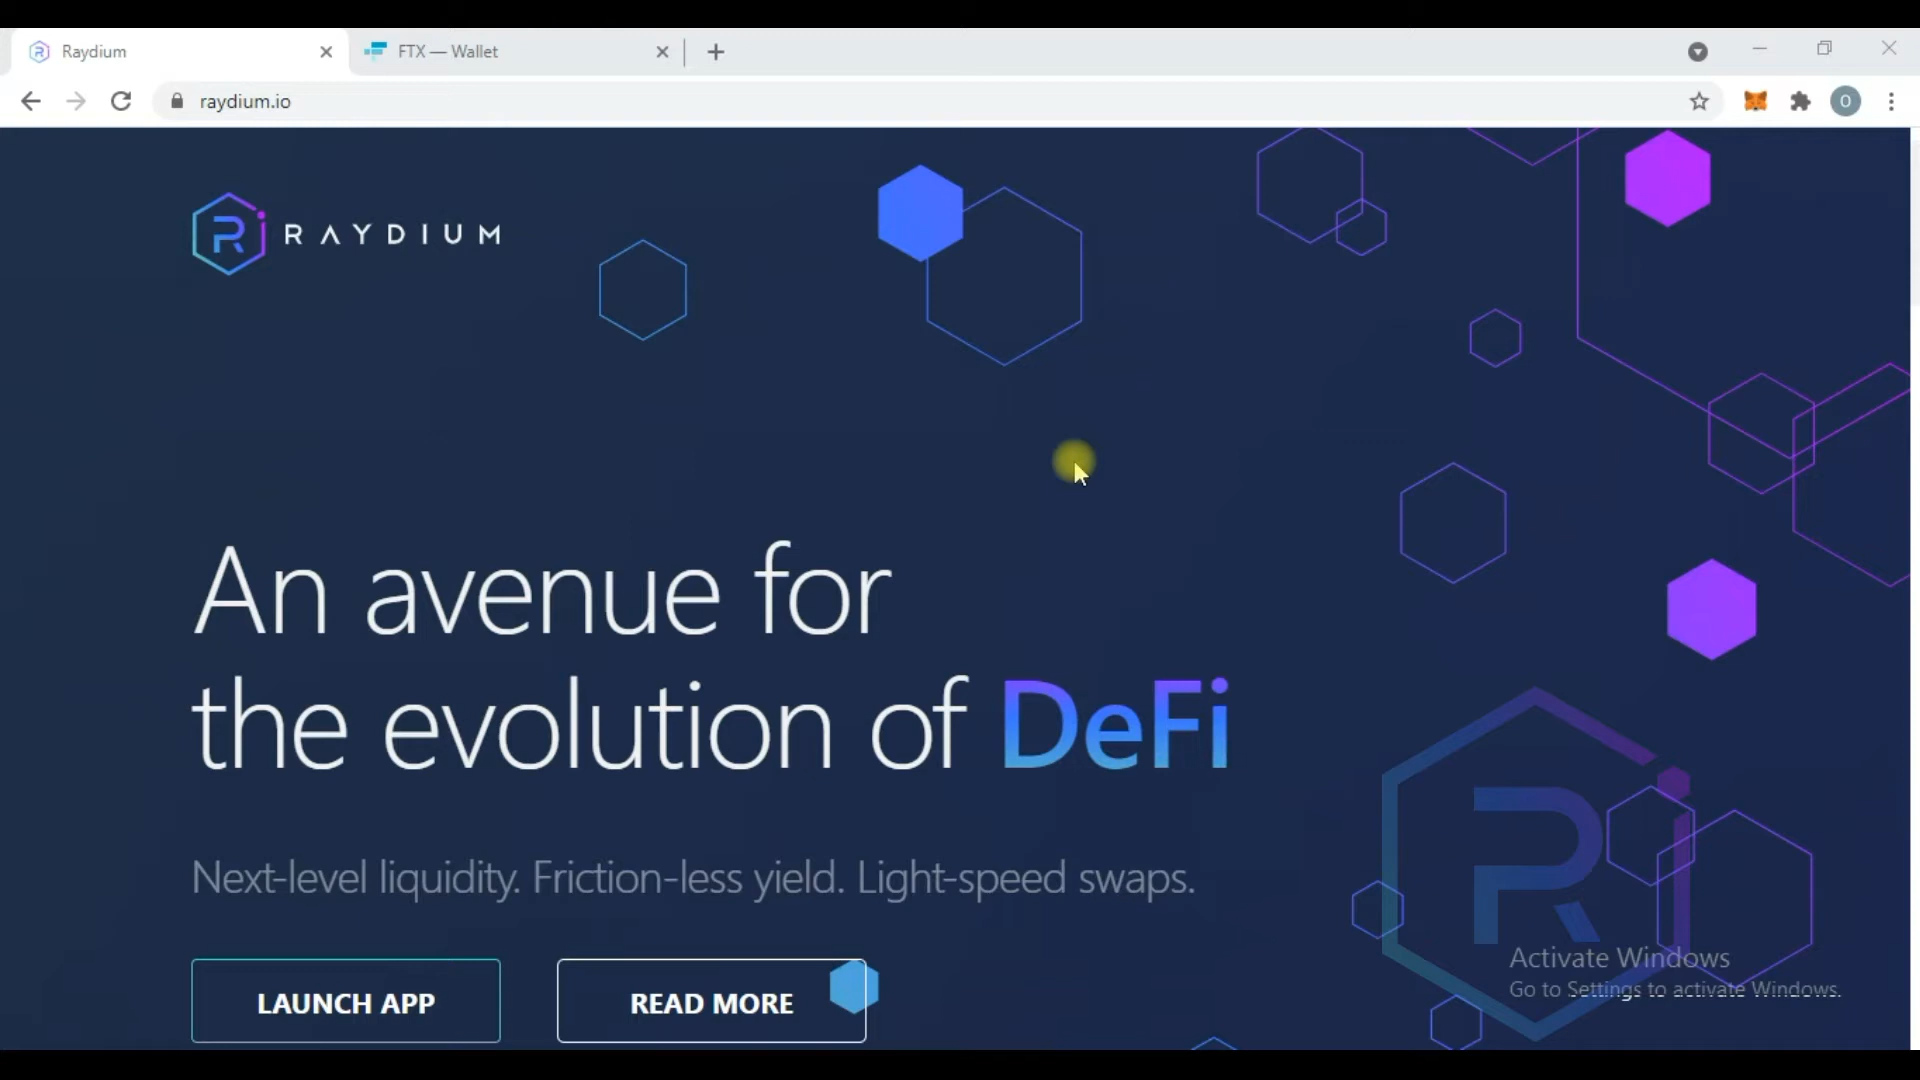 Raydium
FTX — Wallet
raydium.io
O
RAYDIUM
An avenue for
the evolution of DeFi
Next-level liquidity. Friction-less yield. Light-speed swaps.
LAUNCH APP
READ MORE
Activate Windows
Go to Settings to activate Windows.